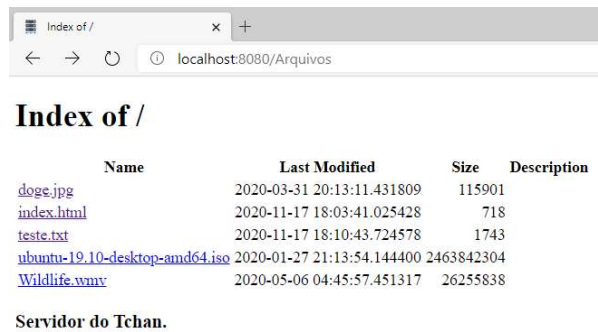 Index of /
localhost:8080/Arquivos
Index of /
Name Last Modified Size Description
doge.jpg 2020-03-31 20:13:11.431809 115901
index.html 2020-11-17 18:03:41.025428 718
teste.txt 2020-11-17 18:10:43.724578 1743
ubuntu-19.10-desktop-amd64.iso 2020-01-27 21:13:54.144400 2463842304
Wildlife.wmv 2020-05-06 04:45:57.451317 26255838
Servidor do Tchan.